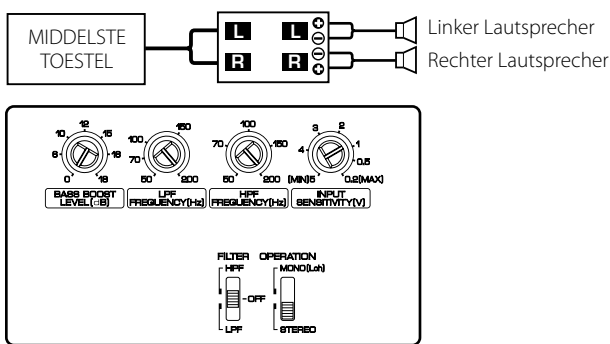 MIDDELSTE
TOESTEL
L L
R R
Linker Lautsprecher
Rechter Lautsprecher
0 6 10 12 15 18 18
BASS BOOST
LEVEL(dB)
50 70 100 150 200
LPF
FREQUENCY(Hz)
50 70 100 150 200
HPF
FREQUENCY(Hz)
(MIN)5 4 3 2 1 0.5 0.2(MAX)
INPUT
SENSITIVITY(V)
FILTER OPERATION
HPF MONO(Lch)
OFF
LPF STEREO